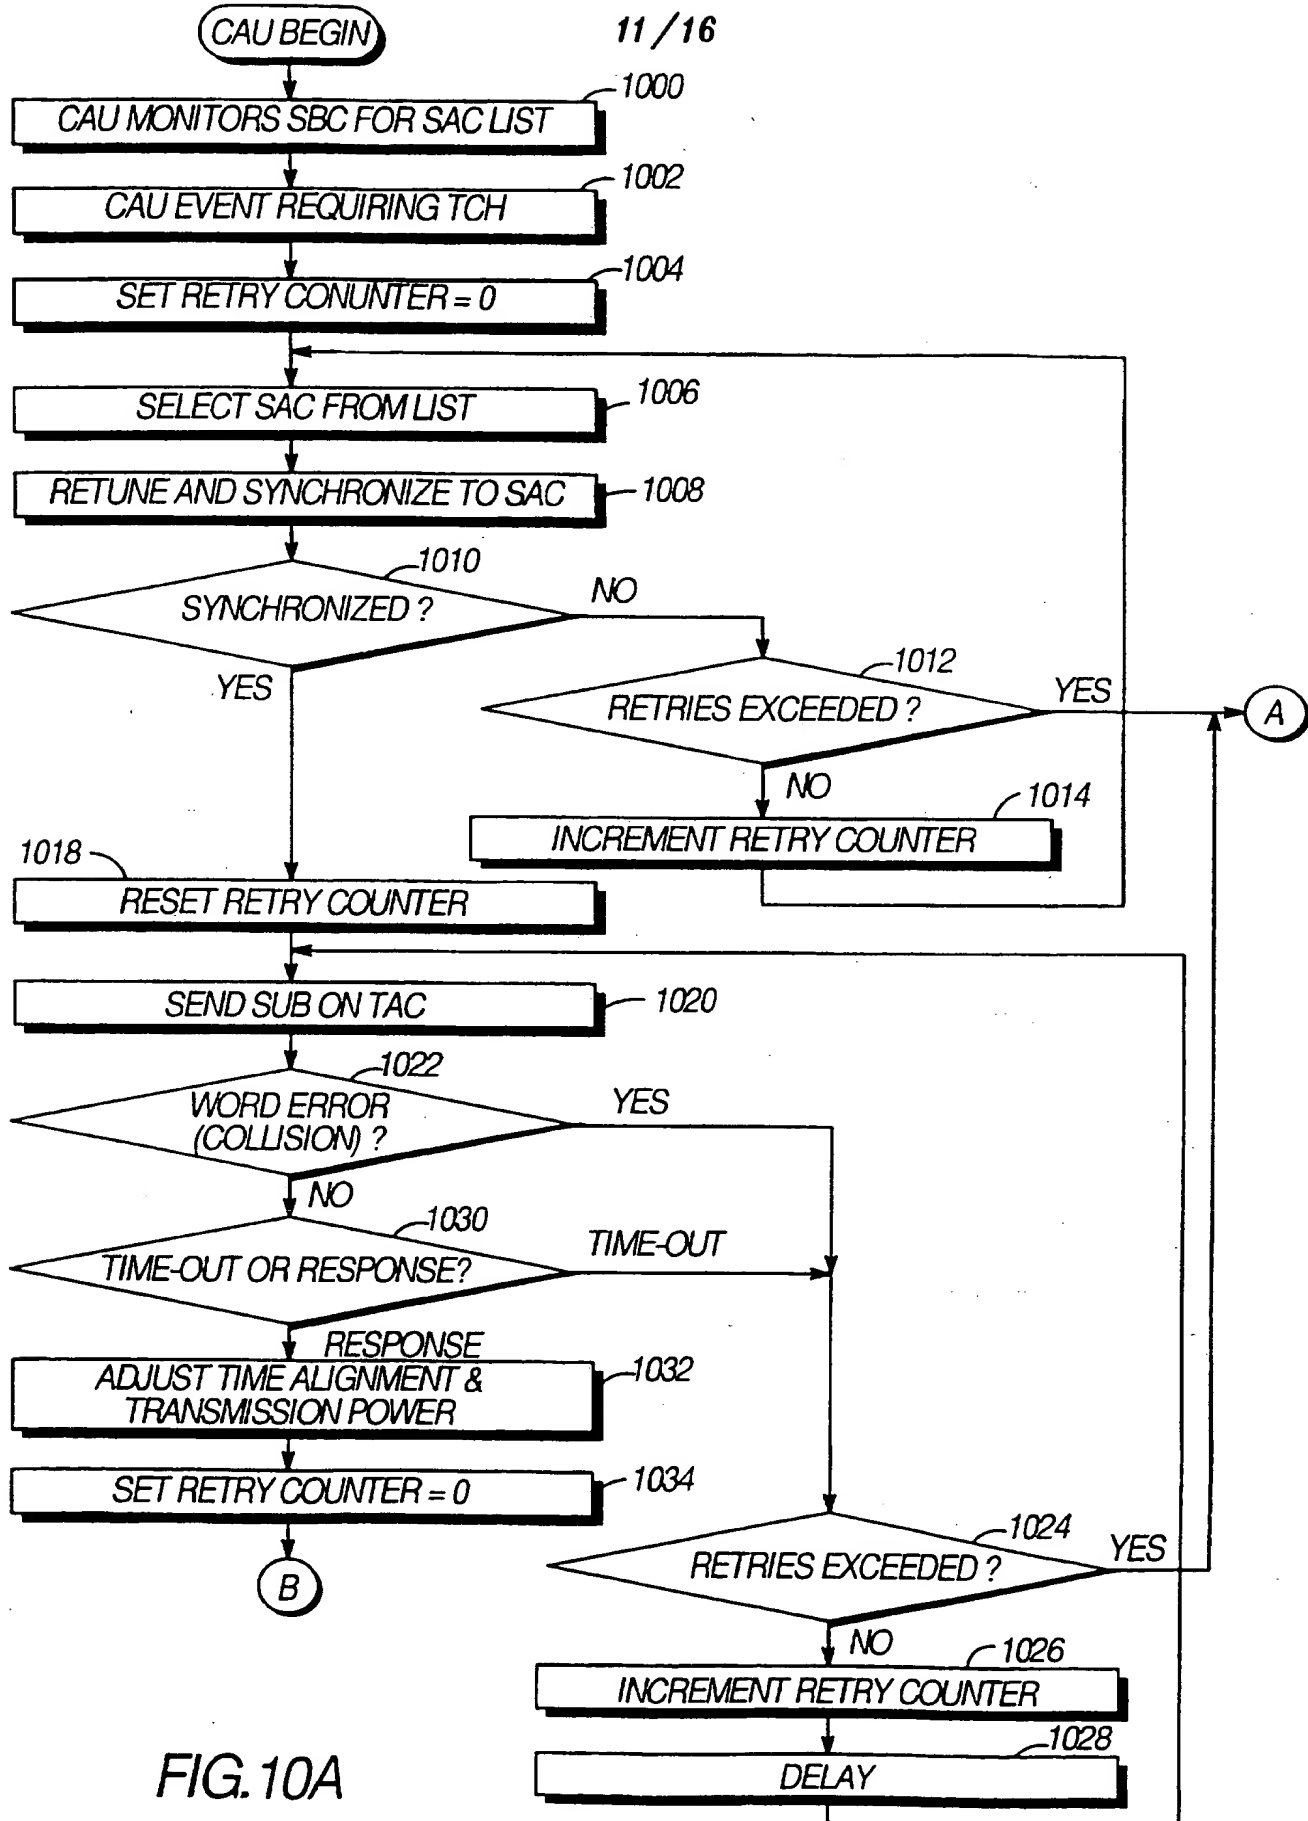 CAU BEGIN
11/16
1000
CAU MONITORS SBC FOR SAC LIST
1002
CAU EVENT REQUIRING TCH
1004
SET RETRY CONUNTER = 0
SELECT SAC FROM LIST
1006
RETUNE AND SYNCHRONIZE TO SAC
1008
1010
SYNCHRONIZED ?
NO
YES
1012
RETRIES EXCEEDED ?
YES
A
NO
1014
INCREMENT RETRY COUNTER
1018
RESET RETRY COUNTER
SEND SUB ON TAC
1020
1022
WORD ERROR
(COLLISION) ?
YES
NO
1030
TIME-OUT OR RESPONSE?
TIME-OUT
RESPONSE
ADJUST TIME ALIGNMENT &
TRANSMISSION POWER
1032
SET RETRY COUNTER = 0
1034
B
1024
RETRIES EXCEEDED ?
YES
NO
1026
INCREMENT RETRY COUNTER
1028
DELAY
FIG. 10A